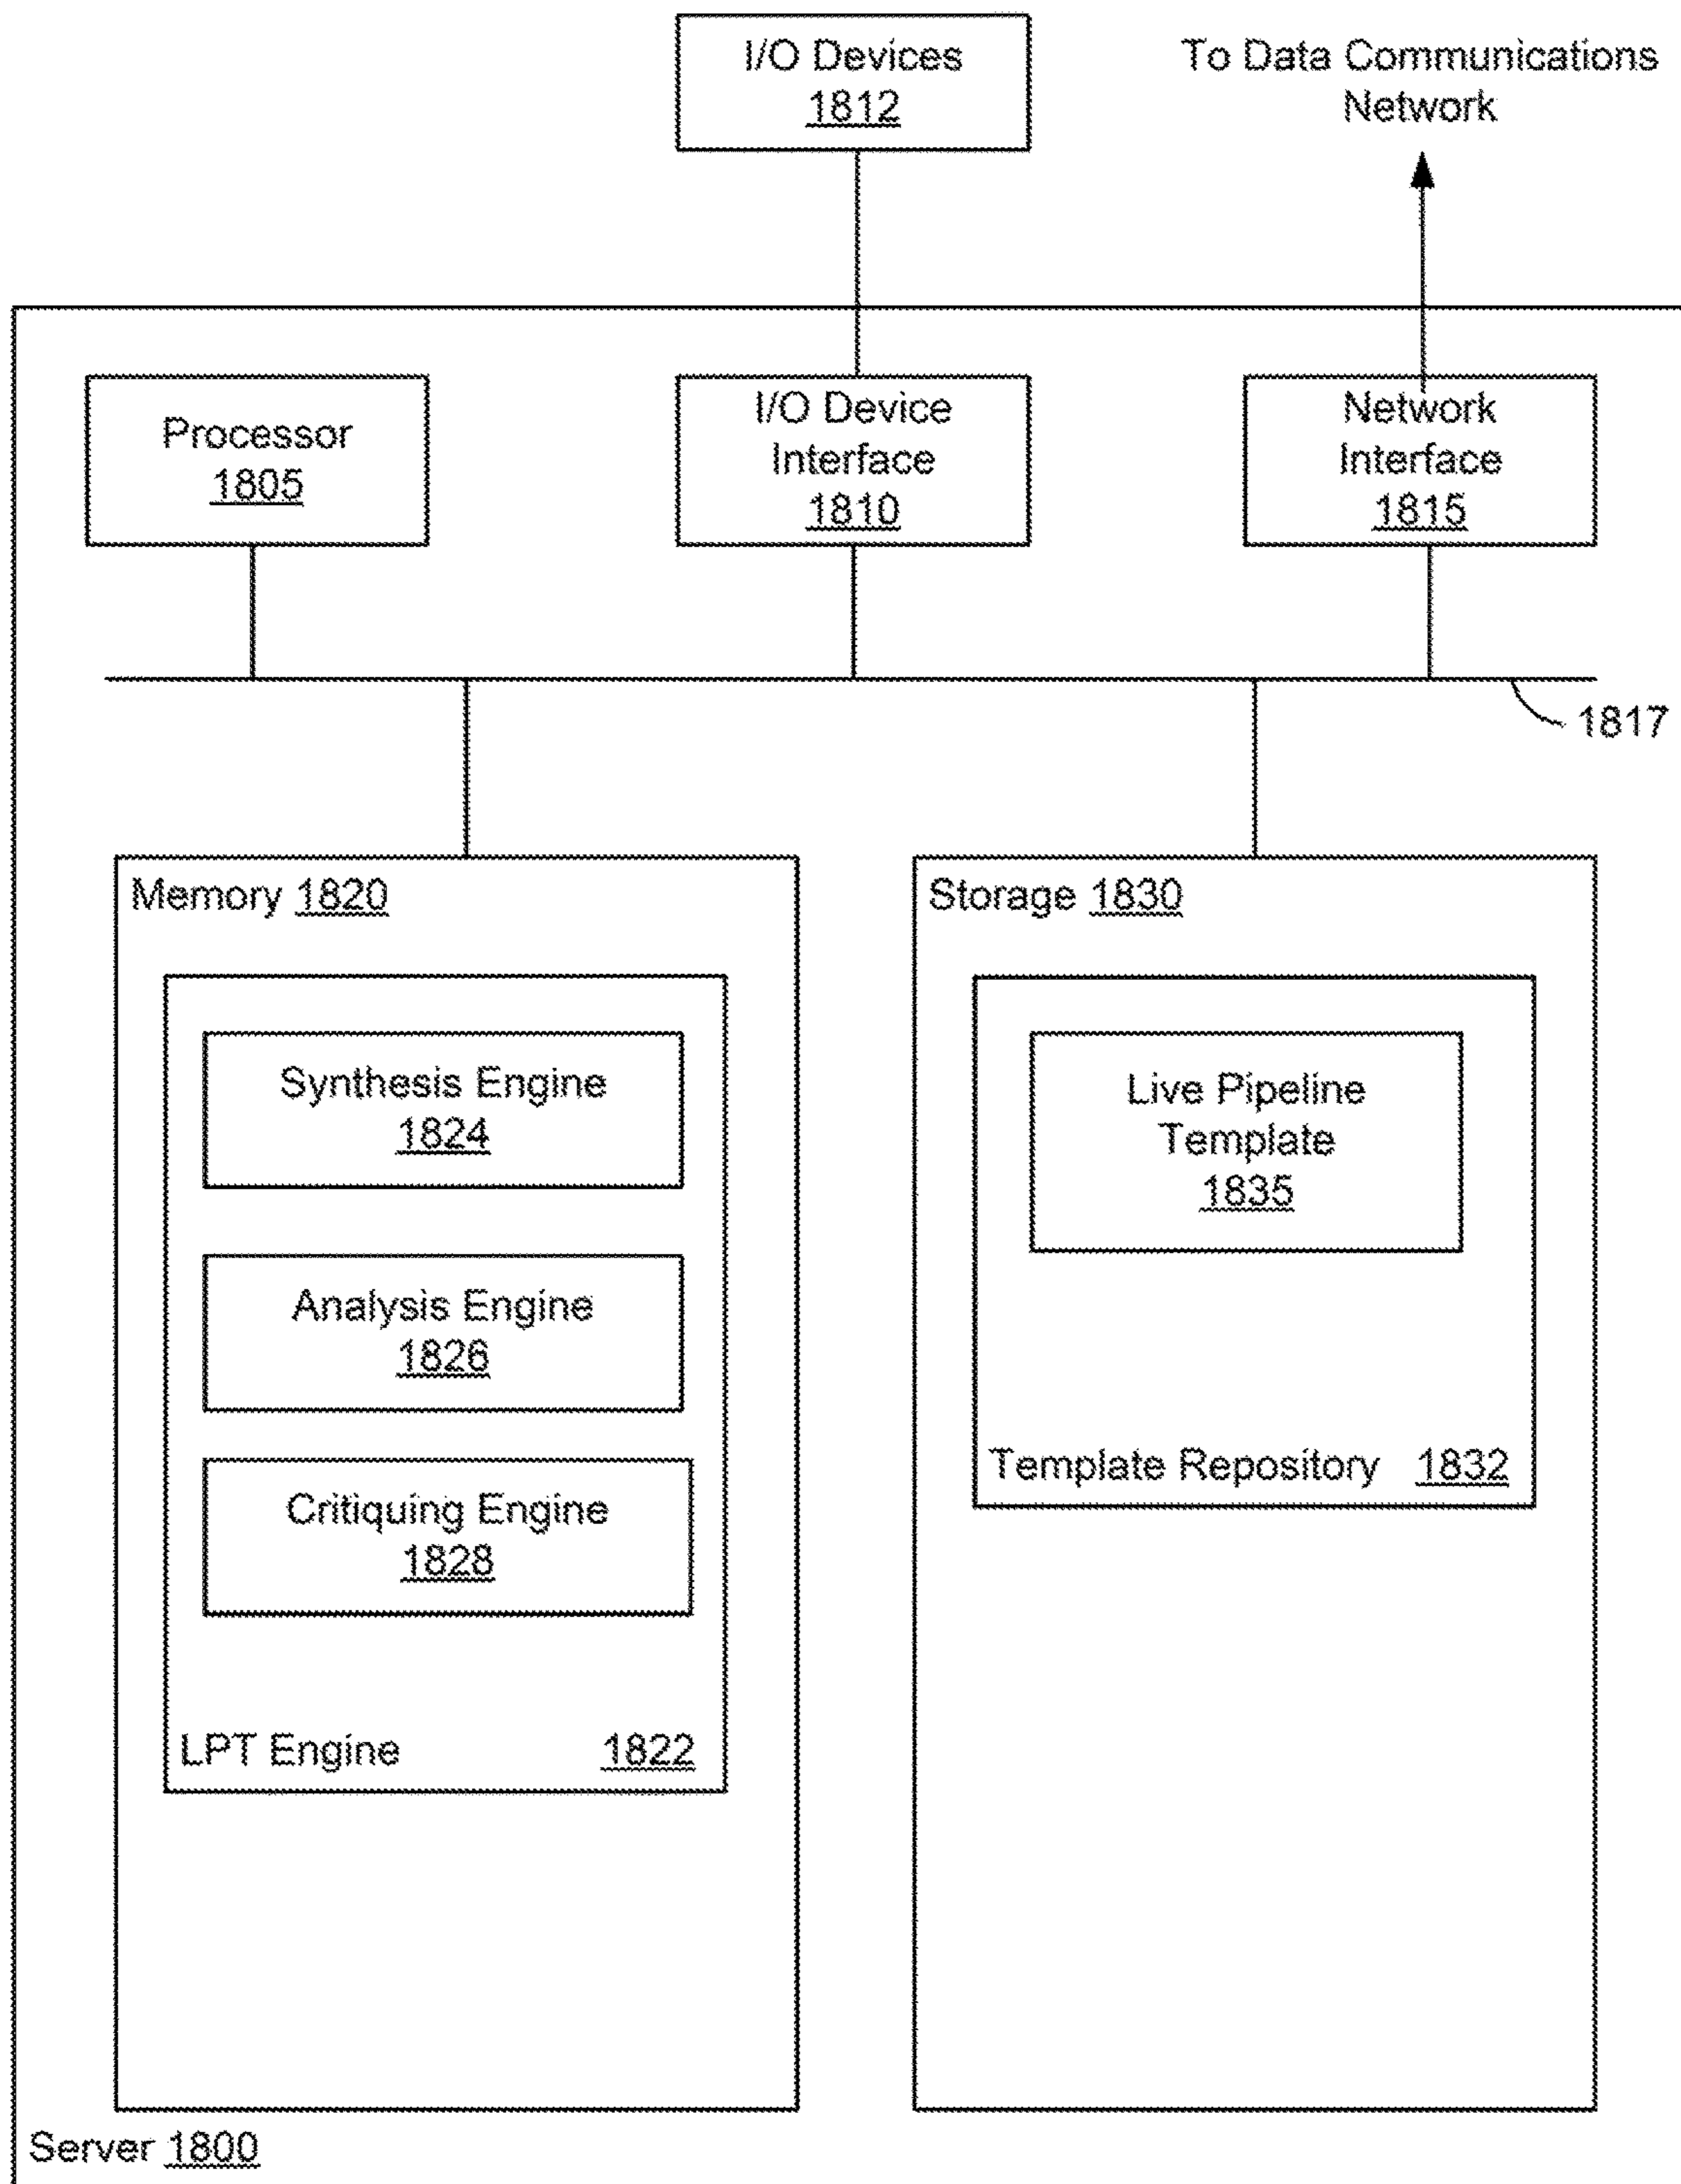 I/O Devices
1812
To Data Communications
Network
Processor
1805
I/O Device
Interface
1810
Network
Interface
1815
1817
Memory 1820
Synthesis Engine
1824
Analysis Engine
1826
Critiquing Engine
1828
LPT Engine 1822
Storage 1830
Live Pipeline
Template
1835
Template Repository 1832
Server 1800